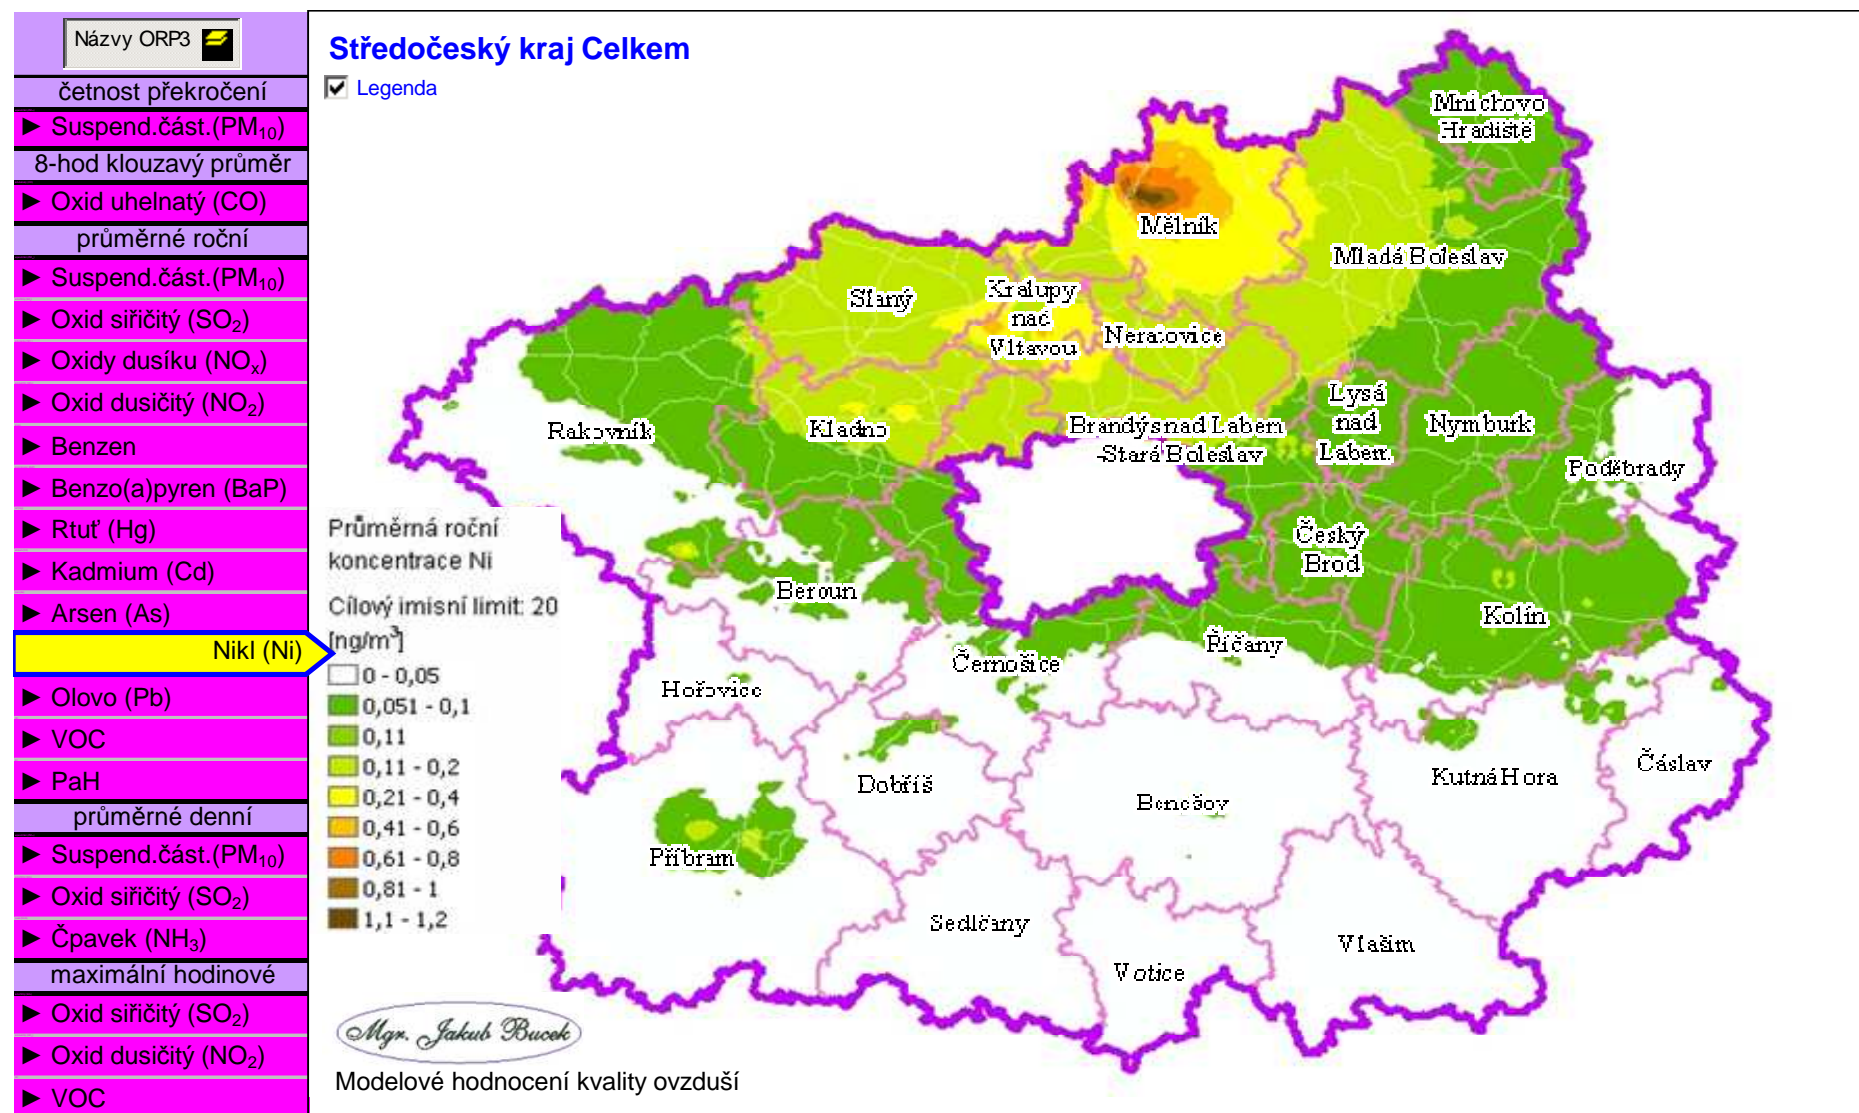 Názvy ORP3
četnost překročení
► Suspend.část.(PM₁₀)
8-hod klouzavý průměr
► Oxid uhelnatý (CO)
průměrné roční
► Suspend.část.(PM₁₀)
► Oxid siřičitý (SO₂)
► Oxidy dusíku (NOₓ)
► Oxid dusičitý (NO₂)
► Benzen
► Benzo(a)pyren (BaP)
► Rtuť (Hg)
► Kadmium (Cd)
► Arsen (As)
Nikl (Ni)
► Olovo (Pb)
► VOC
► PaH
průměrné denní
► Suspend.část.(PM₁₀)
► Oxid siřičitý (SO₂)
► Čpavek (NH₃)
maximální hodinové
► Oxid siřičitý (SO₂)
► Oxid dusičitý (NO₂)
► VOC
Středočeský kraj Celkem
Legenda
Mnichovo
Hradiště
Mělník
Mladá Boleslav
Slaný
Kralupy
nad
Vltavou
Neratovice
Lysá
nad
Labem
Rakovník
Kladno
Brandýs nad Labem
-Stará Boleslav
Nymburk
Poděbrady
Český
Brod
Beroun
Kolín
Říčany
Černošice
Hořovice
Dobříš
Benešov
Kutná Hora
Čáslav
Příbram
Sedlčany
Votice
Vlašim
Průměrná roční
koncentrace Ni
Cílový imisní limit: 20
[ng/m³]
0 - 0,05
0,051 - 0,1
0,11
0,11 - 0,2
0,21 - 0,4
0,41 - 0,6
0,61 - 0,8
0,81 - 1
1,1 - 1,2
Mgr. Jakub Bucek
Modelové hodnocení kvality ovzduší